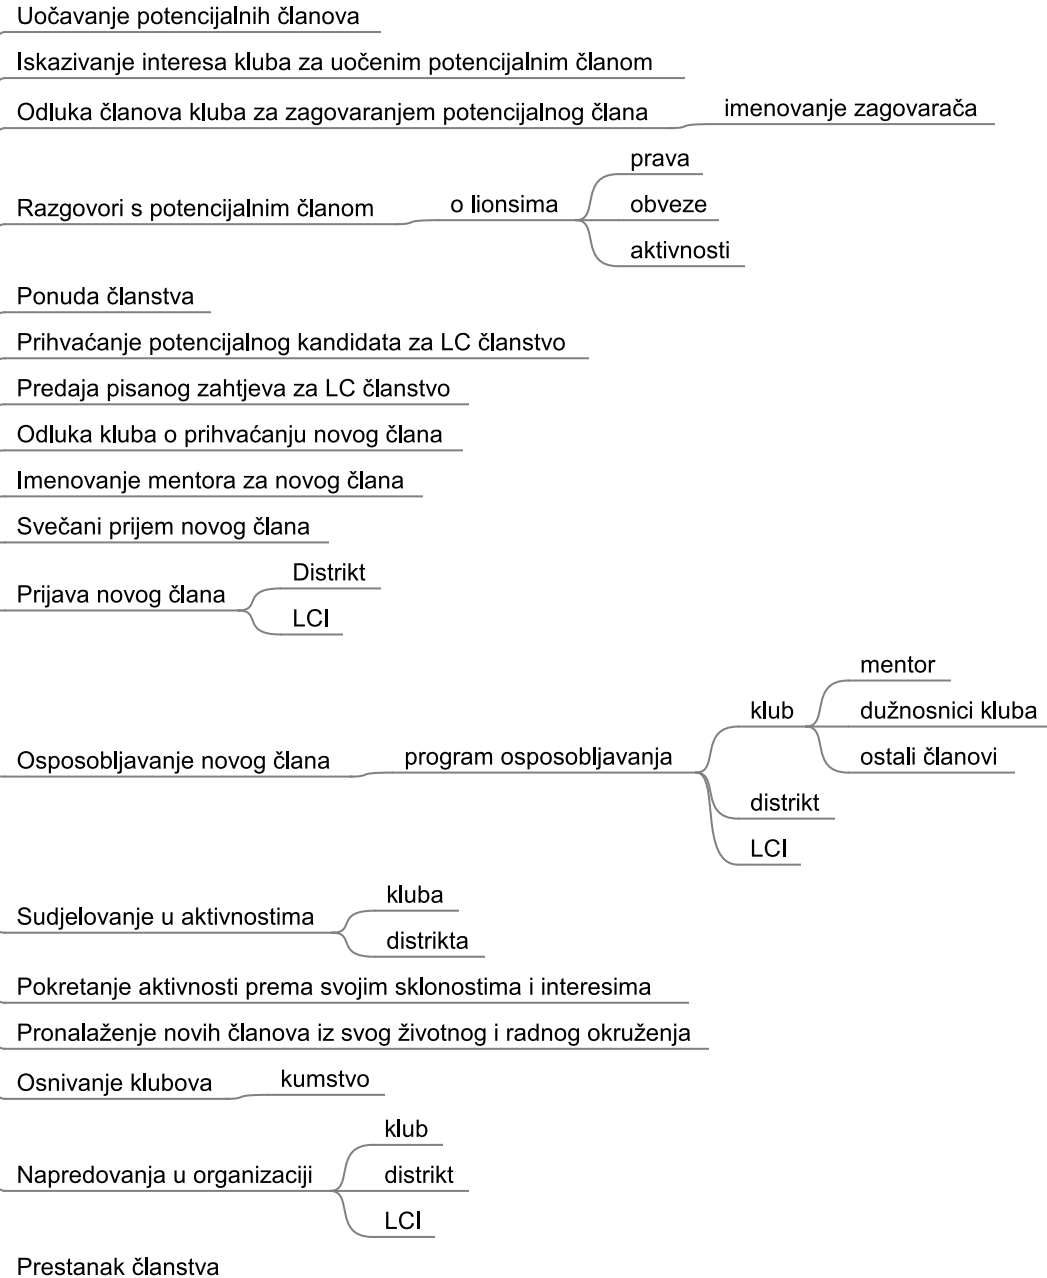 Uočavanje potencijalnih članova
Iskazivanje interesa kluba za uočenim potencijalnim članom
Odluka članova kluba za zagovaranjem potencijalnog člana
imenovanje zagovarača
Razgovori s potencijalnim članom
o lionsima
prava
obveze
aktivnosti
Ponuda članstva
Prihvaćanje potencijalnog kandidata za LC članstvo
Predaja pisanog zahtjeva za LC članstvo
Odluka kluba o prihvaćanju novog člana
Imenovanje mentora za novog člana
Svečani prijem novog člana
Prijava novog člana
Distrikt
LCI
Osposobljavanje novog člana
program osposobljavanja
klub
mentor
dužnosnici kluba
ostali članovi
distrikt
LCI
Sudjelovanje u aktivnostima
kluba
distrikta
Pokretanje aktivnosti prema svojim sklonostima i interesima
Pronalaženje novih članova iz svog životnog i radnog okruženja
Osnivanje klubova
kumstvo
Napredovanja u organizaciji
klub
distrikt
LCI
Prestanak članstva